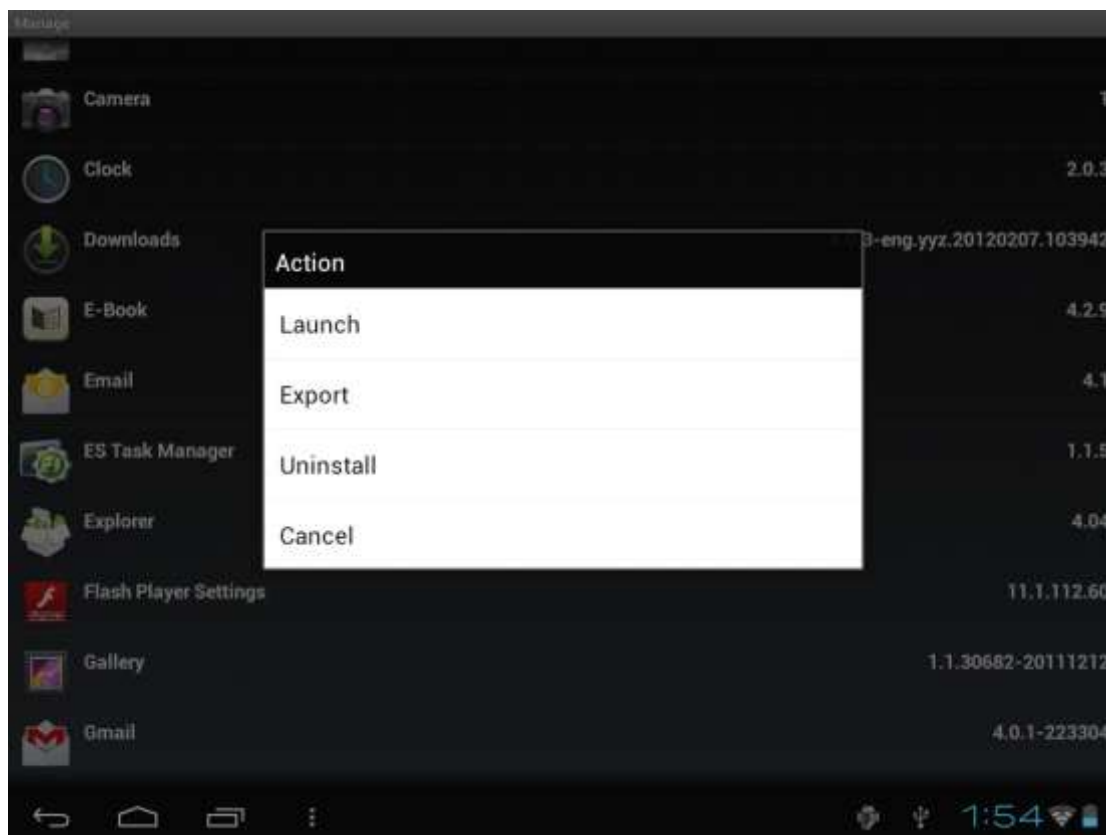 Manage
Camera 1
Clock 2.0.3
Downloads 3-eng.yyz.20120207.103942
Action
E-Book 4.2.9
Launch
Email 4.1
Export
ES Task Manager 1.1.5
Uninstall
Explorer 4.04
Cancel
Flash Player Settings 11.1.112.60
Gallery 1.1.30682-20111212
Gmail 4.0.1-223304
1:54